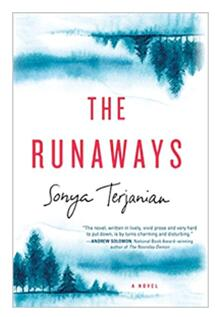 THE
RUNAWAYS
Sonya Terjanian
"The novel, written in lively, vivid prose and very hard
to put down, is by turns charming and disturbing."
—ANDREW SOLOMON, National Book Award-winning
author of The Noonday Demon
A NOVEL